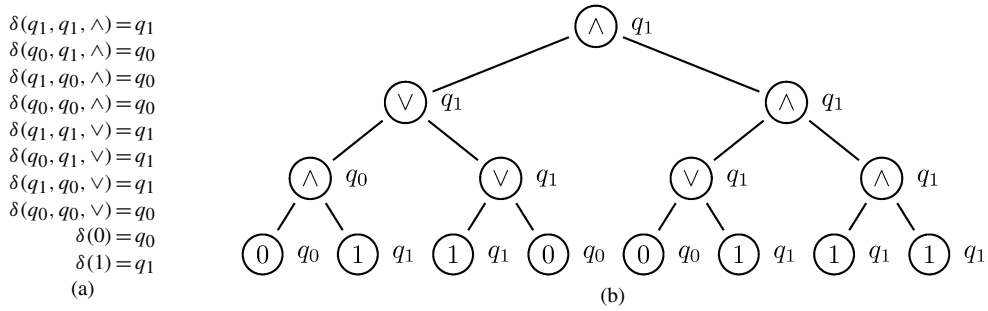 δ(q₁, q₁, ∧) = q₁
δ(q₀, q₁, ∧) = q₀
δ(q₁, q₀, ∧) = q₀
δ(q₀, q₀, ∧) = q₀
δ(q₁, q₁, ∨) = q₁
δ(q₀, q₁, ∨) = q₁
δ(q₁, q₀, ∨) = q₁
δ(q₀, q₀, ∨) = q₀
δ(0) = q₀
δ(1) = q₁
(a)
∧ q₁
∨ q₁ ∧ q₁
∧ q₀ ∨ q₁ ∨ q₁ ∧ q₁
0 q₀ 1 q₁ 1 q₁ 0 q₀ 0 q₀ 1 q₁ 1 q₁ 1 q₁
(b)